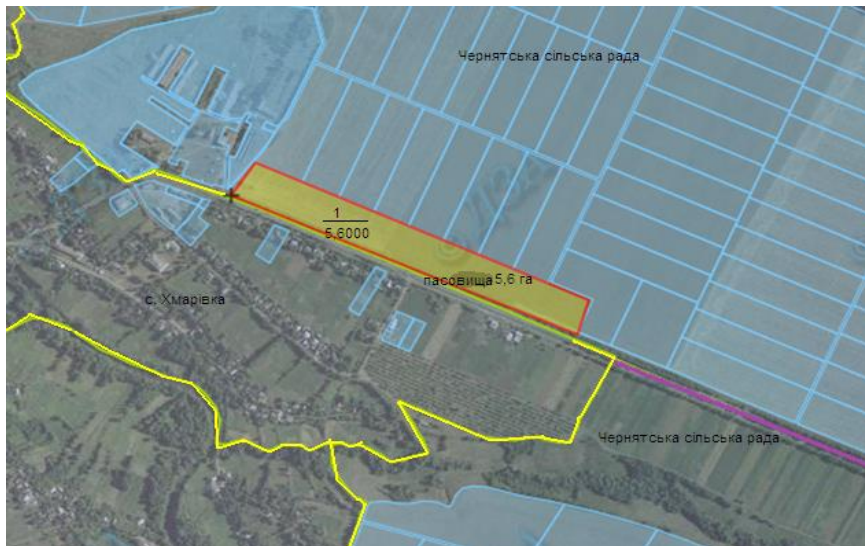 Чернятська сільська рада
1
5,6000
пасовища 5,6 га
с. Хмарівка
Чернятська сільська рада